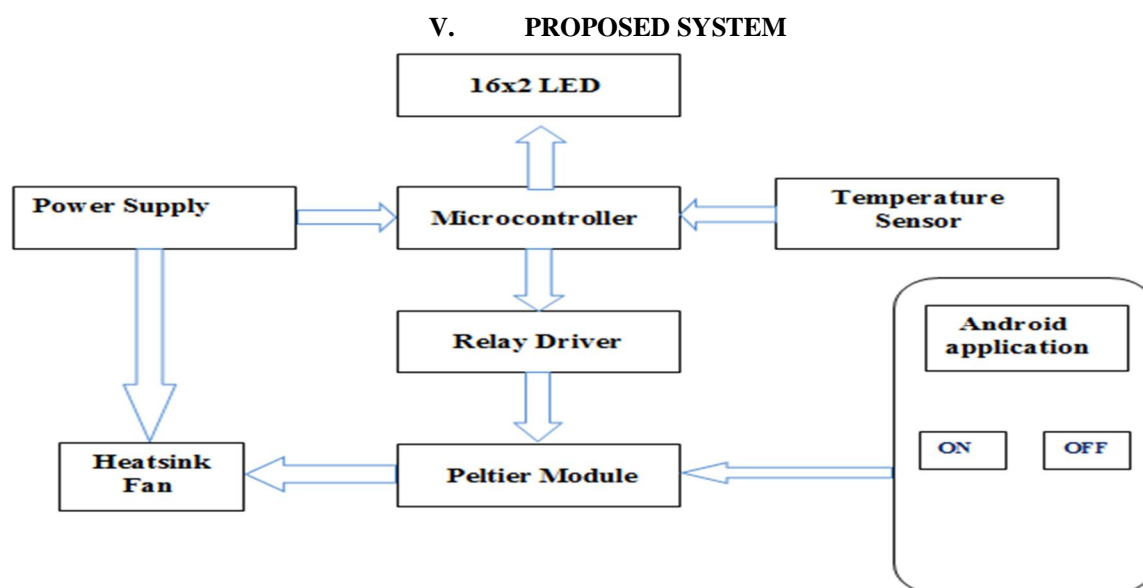 V. PROPOSED SYSTEM
16x2 LED
Power Supply
Microcontroller
Temperature
Sensor
Relay Driver
Android
application
ON
OFF
Heatsink
Fan
Peltier Module